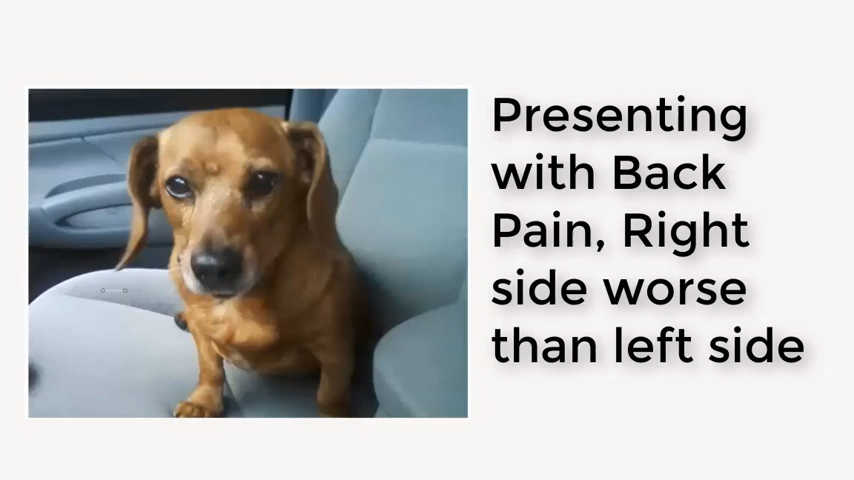 Presenting
with Back
Pain, Right
side worse
than left side